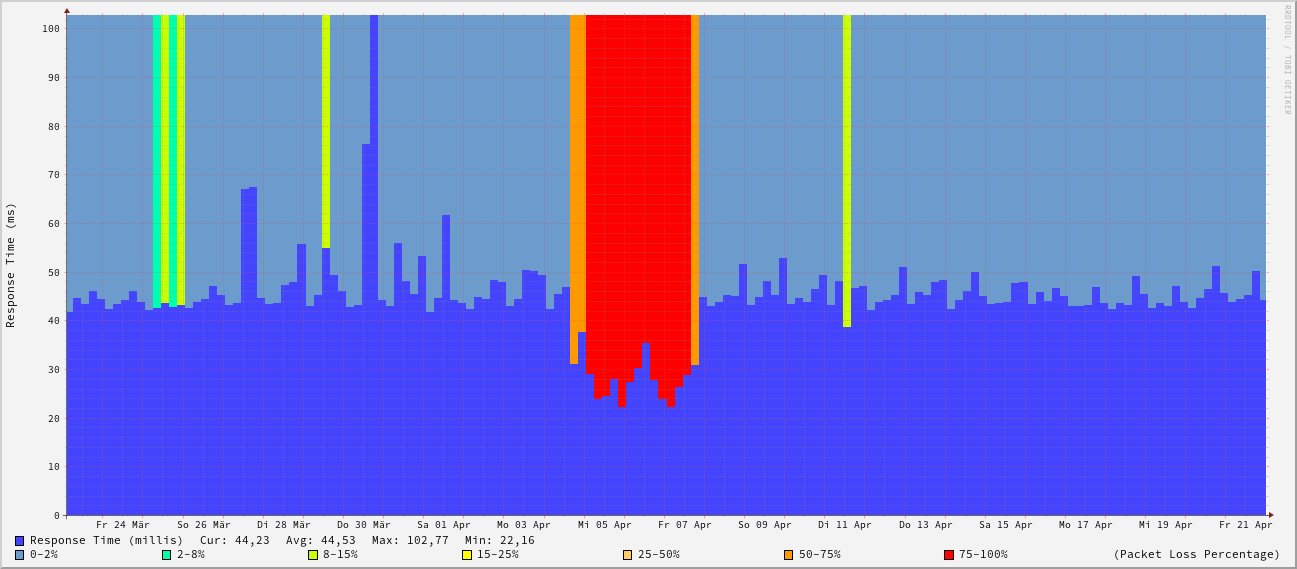 RRDTOOL / TOBI OETIKER
Response Time (ms)
100
90
80
70
60
50
40
30
20
10
0
Fr 24 Mär So 26 Mär Di 28 Mär Do 30 Mär Sa 01 Apr Mo 03 Apr Mi 05 Apr Fr 07 Apr So 09 Apr Di 11 Apr Do 13 Apr Sa 15 Apr Mo 17 Apr Mi 19 Apr Fr 21 Apr
Response Time (millis) Cur: 44,23 Avg: 44,53 Max: 102,77 Min: 22,16
0-2% 2-8% 8-15% 15-25% 25-50% 50-75% 75-100% (Packet Loss Percentage)